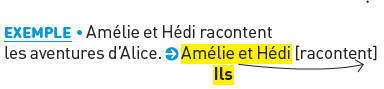 EXEMPLE • Amélie et Hédi racontent
les aventures d'Alice. ➔ Amélie et Hédi [racontent]
Ils